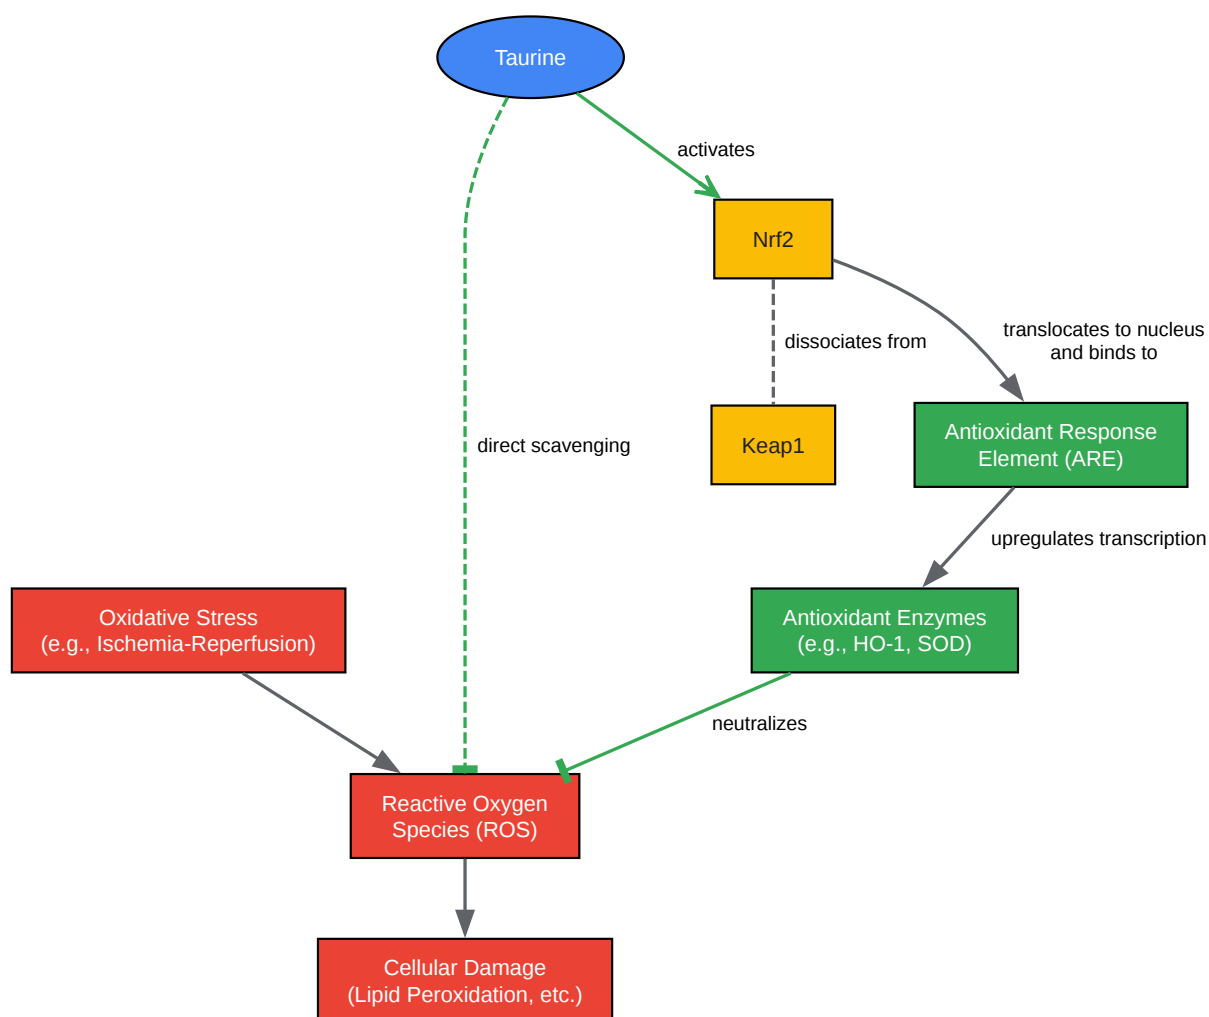 Taurine
activates
Nrf2
translocates to nucleus
and binds to
dissociates from
Antioxidant Response
Element (ARE)
Keap1
direct scavenging
upregulates transcription
Oxidative Stress
(e.g., Ischemia-Reperfusion)
Antioxidant Enzymes
(e.g., HO-1, SOD)
neutralizes
Reactive Oxygen
Species (ROS)
Cellular Damage
(Lipid Peroxidation, etc.)